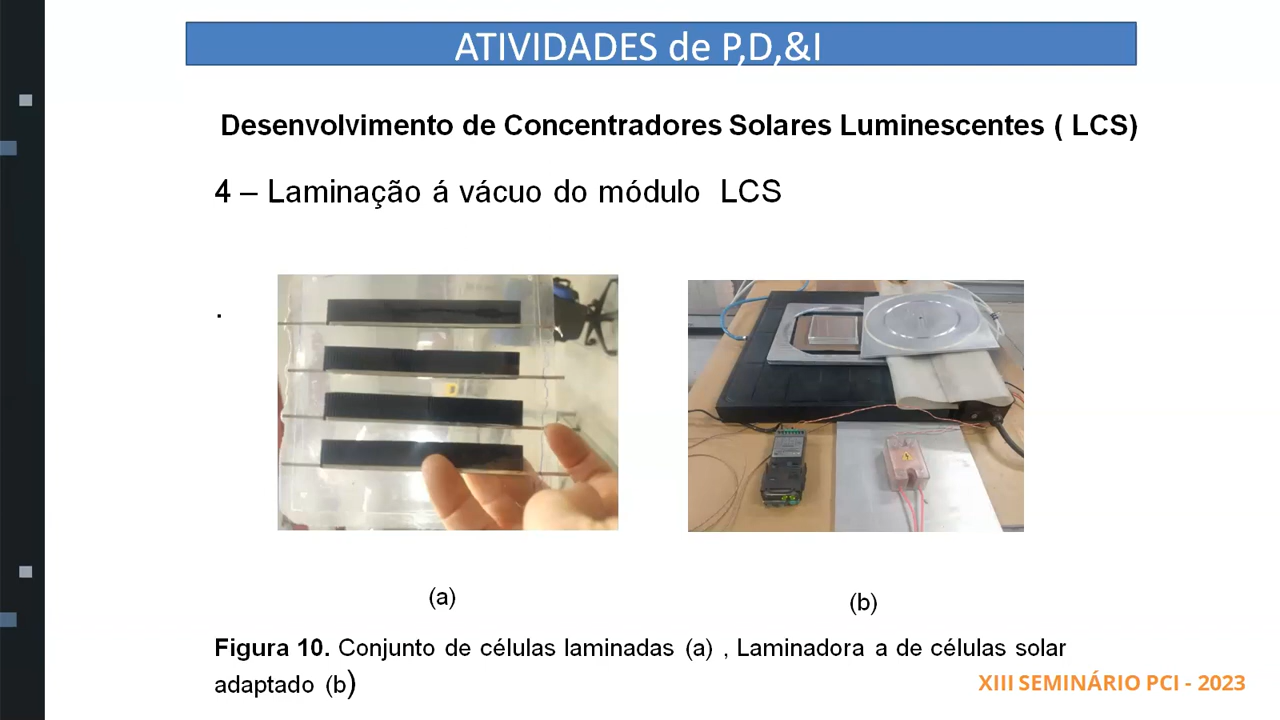 ATIVIDADES de P,D,&I
Desenvolvimento de Concentradores Solares Luminescentes ( LCS)
4 – Laminação á vácuo do módulo LCS
.
(a)
(b)
Figura 10. Conjunto de células laminadas (a) , Laminadora a de células solar
adaptado (b)
XIII SEMINÁRIO PCI - 2023